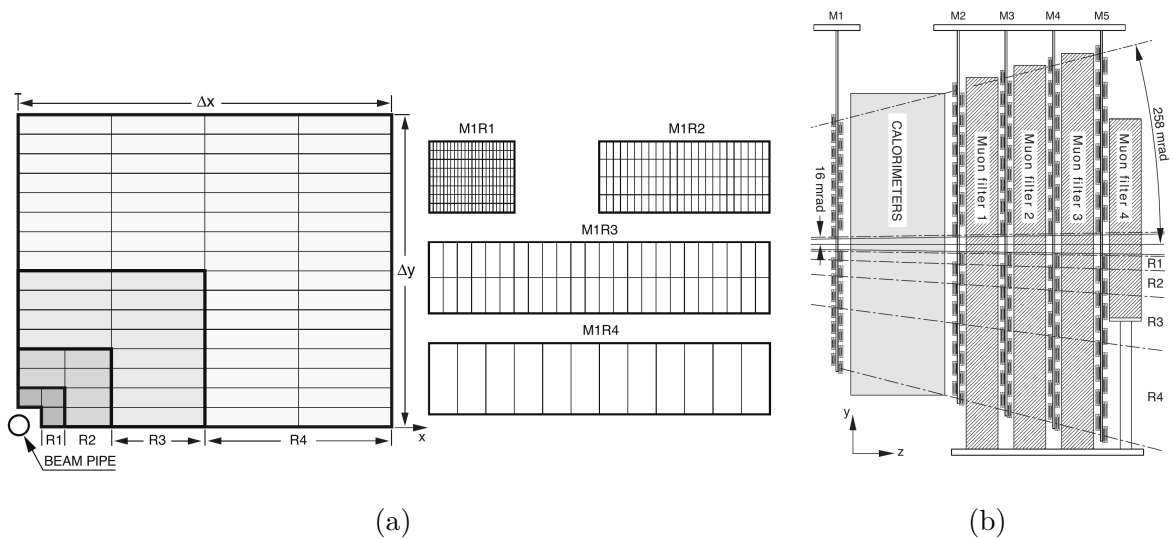 Δx
Δy
x
R1 R2 R3 R4
BEAM PIPE
M1R1
M1R2
M1R3
M1R4
(a)
M1 M2 M3 M4 M5
CALORIMETERS
Muon filter 1
Muon filter 2
Muon filter 3
Muon filter 4
258 mrad
16 mrad
R1
R2
R3
R4
y
z
(b)